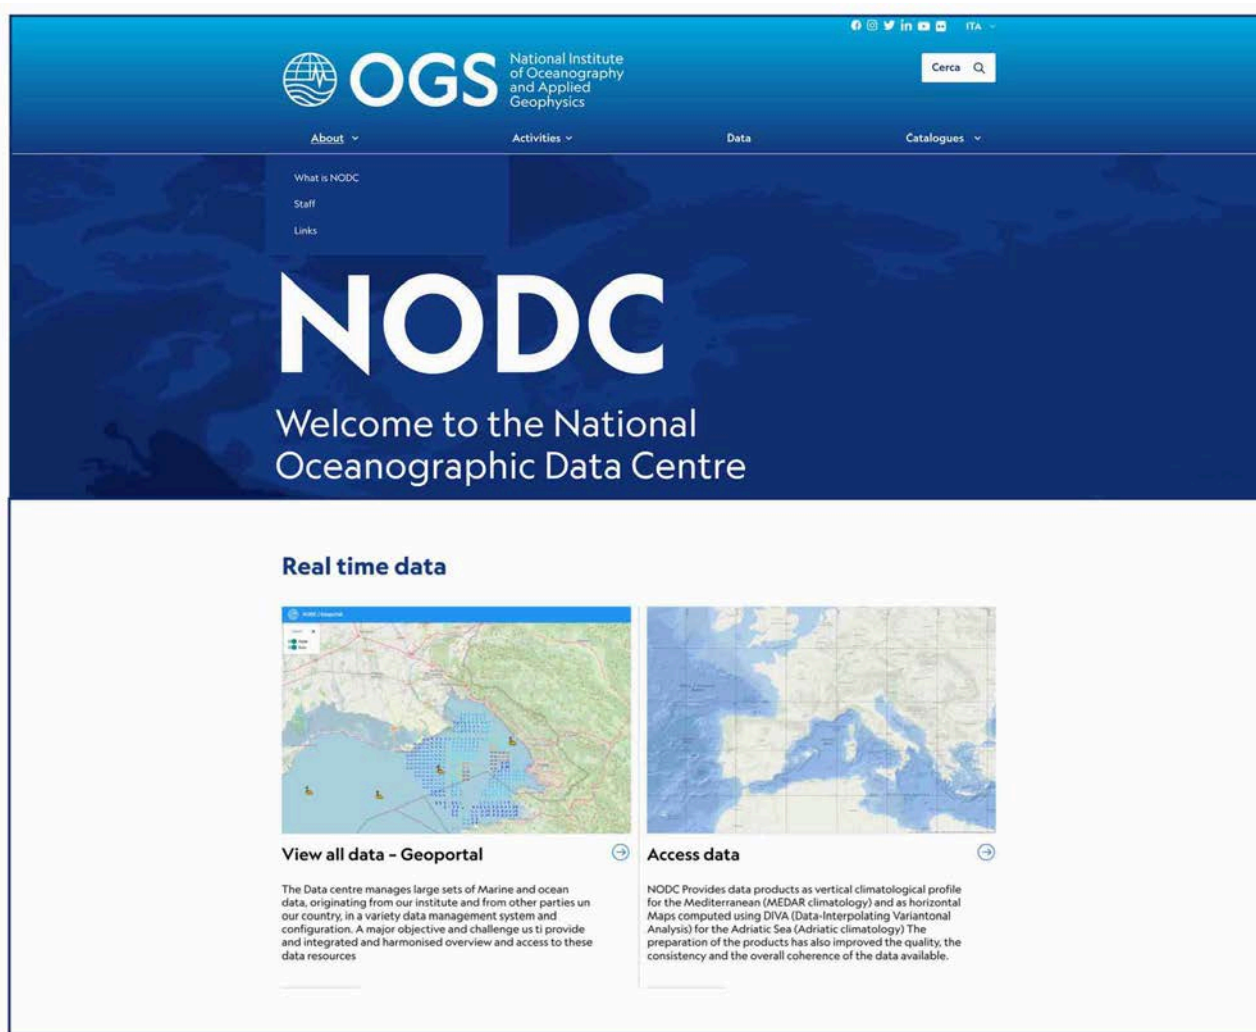 ITA
OGS
National Institute
of Oceanography
and Applied
Geophysics
Cerca
About
Activities
Data
Catalogues
What is NODC
Staff
Links
NODC
Welcome to the National
Oceanographic Data Centre
Real time data
NODC / Geoportal
View all data - Geoportal
The Data centre manages large sets of Marine and ocean
data, originating from our institute and from other parties un
our country, in a variety data management system and
configuration. A major objective and challenge us ti provide
and integrated and harmonised overview and access to these
data resources
Access data
NODC Provides data products as vertical climatological profile
for the Mediterranean (MEDAR climatology) and as horizontal
Maps computed using DIVA (Data-Interpolating Variantonal
Analysis) for the Adriatic Sea (Adriatic climatology) The
preparation of the products has also improved the quality, the
consistency and the overall coherence of the data available.